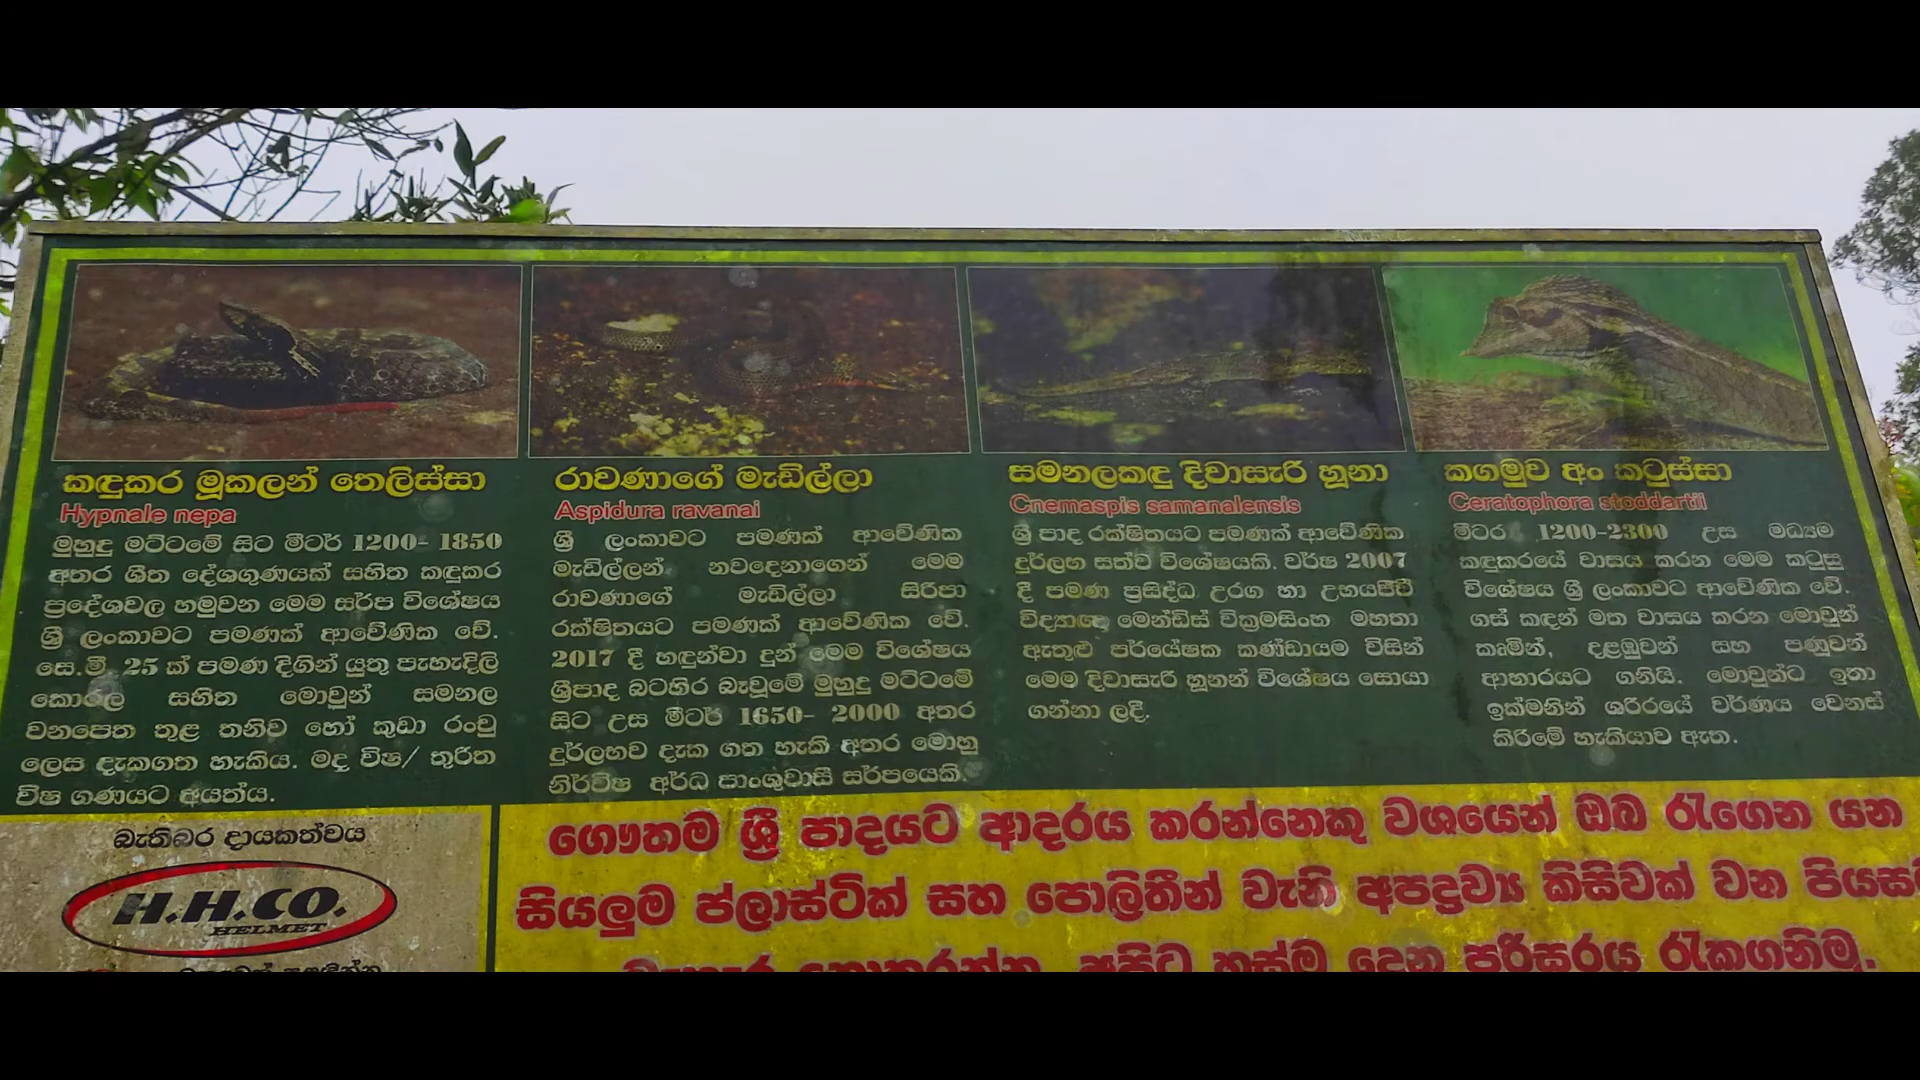 කඳුකර මූකලන් තෙලිස්සා
Hypnale nepa
මුහුදු මට්ටමේ සිට මීටර් 1200- 1850
අතර ශීත දේශගුණයක් සහිත කඳුකර
ප්‍රදේශවල හමුවන මෙම සර්ප විශේෂය
ශ්‍රී ලංකාවට පමණක් ආවේණික වේ.
සෙ.මී. 25 ක් පමණ දිගින් යුතු පැහැදිලි
කොරල සහිත මොවුන් සමනල
වනපෙත තුළ තනිව හෝ කුඩා රංචු
ලෙස දැකගත හැකිය. මද විෂ/ තුරිත
විෂ ගණයට අයත්ය.
රාවණාගේ මැඩිල්ලා
Aspidura ravanai
ශ්‍රී ලංකාවට පමණක් ආවේණික
මැඩිල්ලන් නවදෙනාගෙන් මෙම
රාවණාගේ මැඩිල්ලා සිරිපා
රක්ෂිතයට පමණක් ආවේණික වේ.
2017 දී හඳුන්වා දුන් මෙම විශේෂය
ශ්‍රීපාද බටහිර බෑවුමේ මුහුදු මට්ටමේ
සිට උස මීටර් 1650- 2000 අතර
දුර්ලභව දැක ගත හැකි අතර මොහු
නිර්විෂ අර්ධ පාංශුවාසී සර්පයෙකි.
සමනලකඳු දිවාසැරි හූනා
Cnemaspis samanalensis
ශ්‍රී පාද රක්ෂිතයට පමණක් ආවේණික
දුර්ලභ සත්ව විශේෂයකි. වර්ෂ 2007
දී පමණ ප්‍රසිද්ධ උරග හා උභයජීවී
විද්‍යාඥ මෙන්ඩිස් වික්‍රමසිංහ මහතා
ඇතුළු පර්යේෂක කණ්ඩායම විසින්
මෙම දිවාසැරි හූනන් විශේෂය සොයා
ගන්නා ලදී.
කගමුව අං කටුස්සා
Ceratophora stoddartii
මීටර 1200-2300 උස මධ්‍යම
කඳුකරයේ වාසය කරන මෙම කටුසු
විශේෂය ශ්‍රී ලංකාවට ආවේණික වේ.
ගස් කඳන් මත වාසය කරන මොවුන්
කෘමීන්, දළඹුවන් සහ පණුවන්
ආහාරයට ගනියි. මොවුන්ට ඉතා
ඉක්මනින් ශරීරයේ වර්ණය වෙනස්
කිරීමේ හැකියාව ඇත.
බැතිබර දායකත්වය
H.H.CO.
HELMET
ගෞතම ශ්‍රී පාදයට ආදරය කරන්නෙකු වශයෙන් ඔබ රැගෙන යන
සියලුම ප්ලාස්ටික් සහ පොලිතීන් වැනි අපද්‍රව්‍ය කිසිවක් වන පියස
නොකරන්න. අපිට හුස්ම දෙන පරිසරය රැකගනිමු.